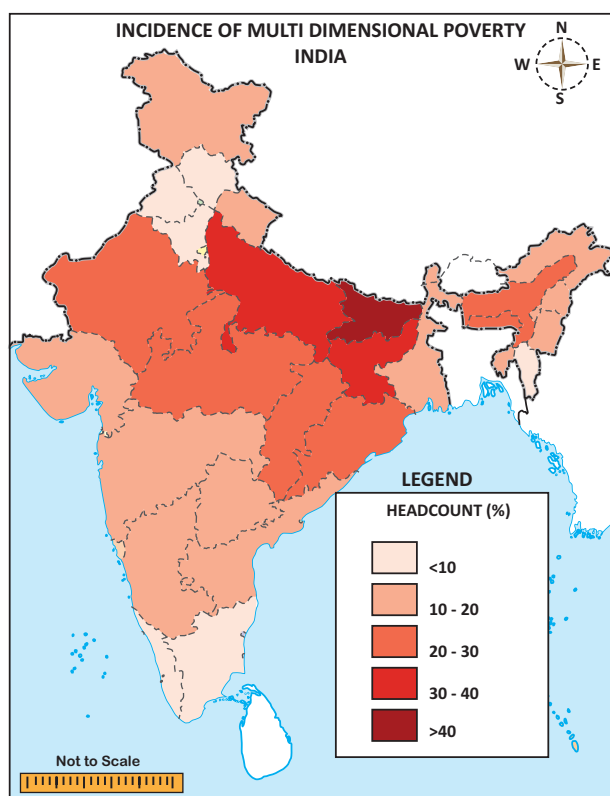 INCIDENCE OF MULTI DIMENSIONAL POVERTY
INDIA
N
W
E
S
LEGEND
HEADCOUNT (%)
<10
10 - 20
20 - 30
30 - 40
>40
Not to Scale